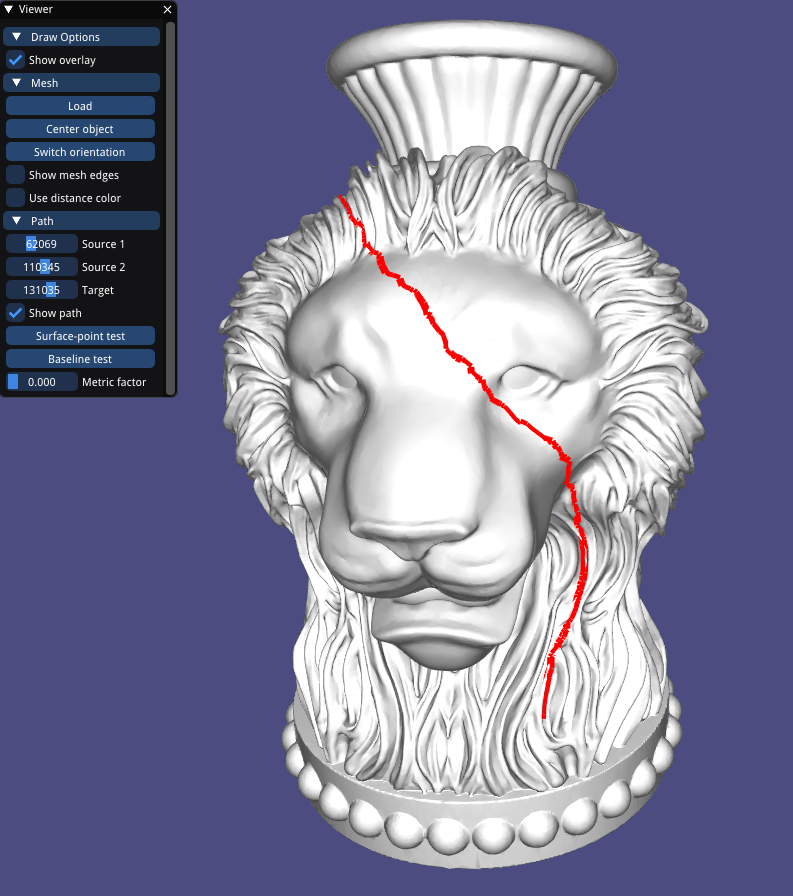 Viewer
Draw Options
Show overlay
Mesh
Load
Center object
Switch orientation
Show mesh edges
Use distance color
Path
62069 Source 1
110345 Source 2
131035 Target
Show path
Surface-point test
Baseline test
0.000 Metric factor